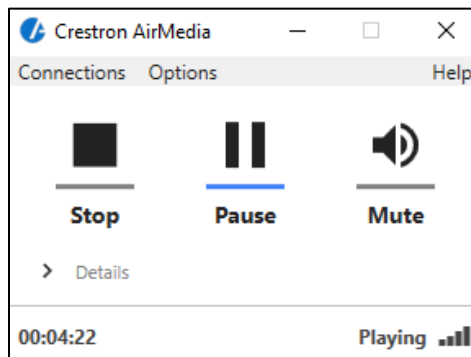 Crestron AirMedia
Connections Options Help
Stop Pause Mute
Details
00:04:22 Playing